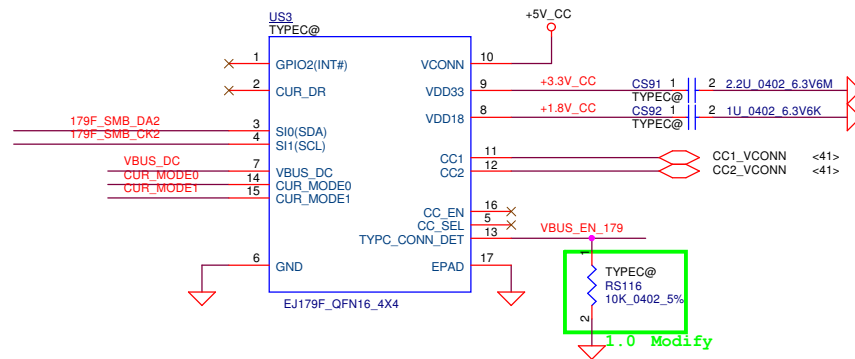 US3
TYPEC@
+5V_CC
1 GPIO2(INT#)
VCONN 10
2 CUR_DR
VDD33 9 +3.3V_CC CS91 1 2 2.2U_0402_6.3V6M
TYPEC@
VDD18 8 +1.8V_CC CS92 1 2 1U_0402_6.3V6K
TYPEC@
179F_SMB_DA2 3 SI0(SDA)
179F_SMB_CK2 4 SI1(SCL)
CC1 11 CC1_VCONN <41>
CC2 12 CC2_VCONN <41>
VBUS_DC 7 VBUS_DC
CUR_MODE0 14 CUR_MODE0
CUR_MODE1 15 CUR_MODE1
CC_EN 16
CC_SEL 5
TYPC_CONN_DET 13 VBUS_EN_179
6 GND
EPAD 17
1
TYPEC@
RS116
10K_0402_5%
2
EJ179F_QFN16_4X4
1.0 Modify